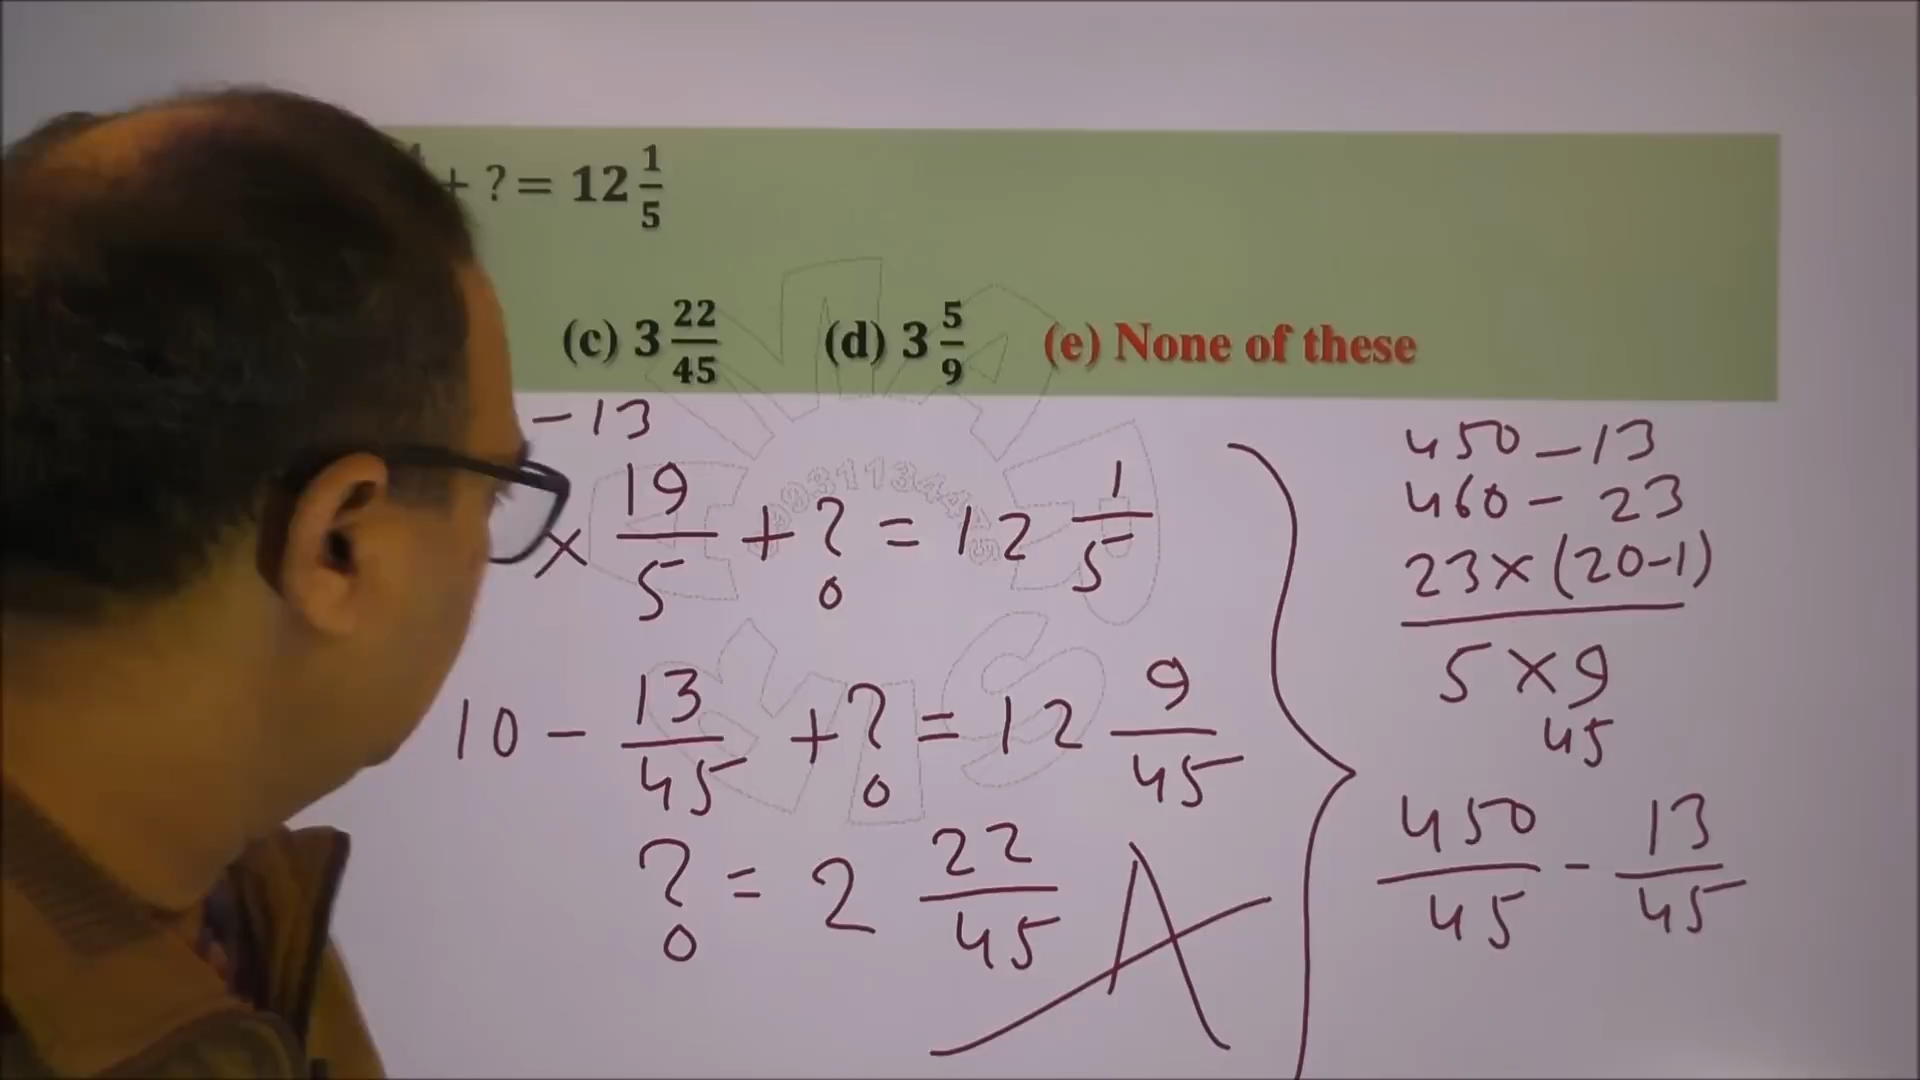 + ? = 12 1/5
(c) 3 22/45 (d) 3 5/9 (e) None of these
- 13
× 19/5 + ? = 12 1/5
10 - 13/45 + ? = 12 9/45
? = 2 22/45 A
450 - 13
460 - 23
23 × (20-1)
5 × 9
45
450/45 - 13/45